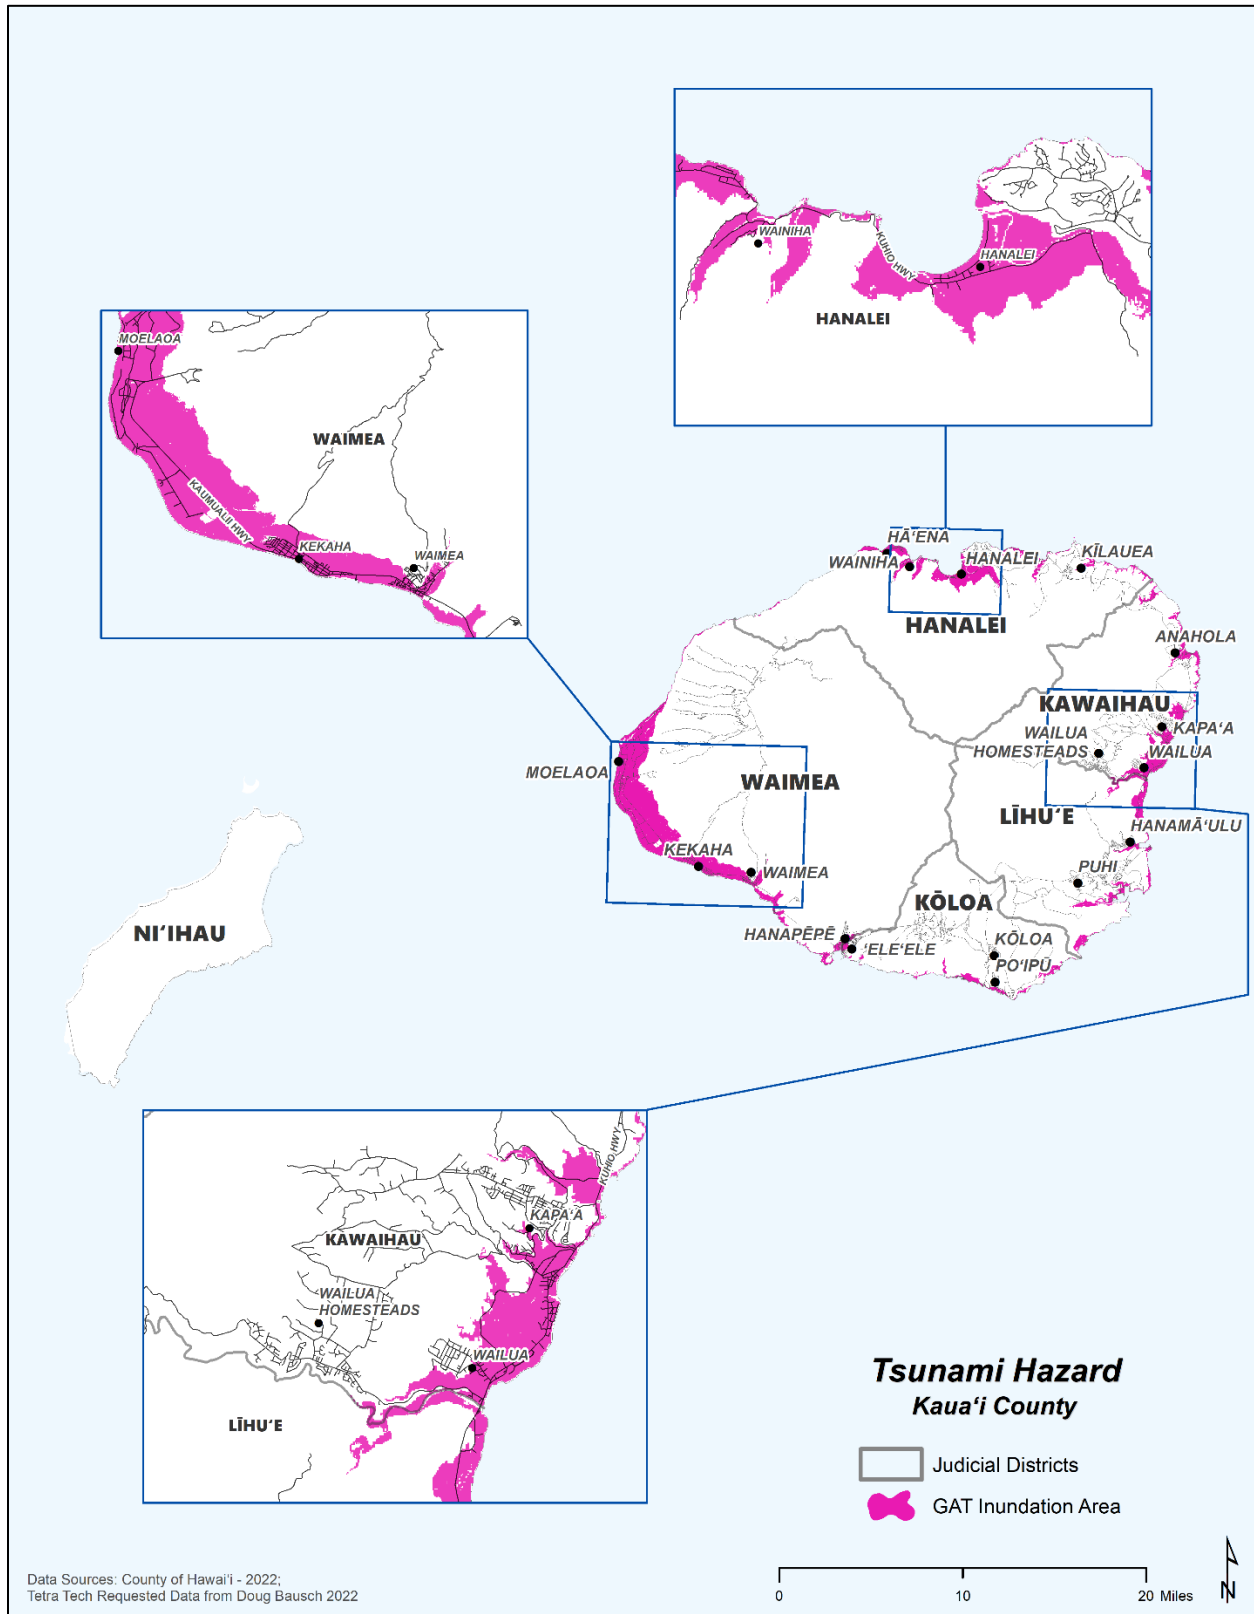 WAINIHA
KUHIO HWY
HANALEI
HANALEI
MOELAOA
WAIMEA
KAUMUALII HWY
KEKAHA
WAIMEA
HĀʻENA
WAINIHA
HANALEI
KĪLAUEA
HANALEI
ANAHOLA
KAWAIHAU
WAILUA
HOMESTEADS
KAPAʻA
WAILUA
MOELAOA
WAIMEA
LĪHUʻE
HANAMĀʻULU
KEKAHA
WAIMEA
PUHI
KŌLOA
HANAPĒPĒ
ʻELEʻELE
KŌLOA
POʻIPŪ
NIʻIHAU
KUHIO HWY
KAPAʻA
KAWAIHAU
WAILUA
HOMESTEADS
WAILUA
LĪHUʻE
Tsunami Hazard
Kauaʻi County
Judicial Districts
GAT Inundation Area
Data Sources: County of Hawaiʻi - 2022;
Tetra Tech Requested Data from Doug Bausch 2022
0 10 20 Miles
N